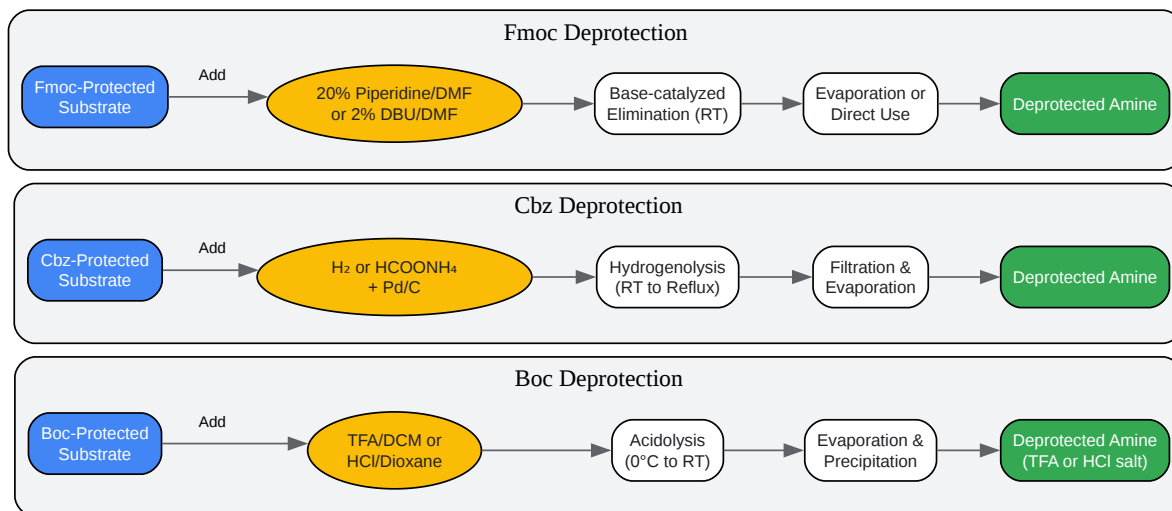 Fmoc Deprotection
Fmoc-Protected
Substrate
Add
20% Piperidine/DMF
or 2% DBU/DMF
Base-catalyzed
Elimination (RT)
Evaporation or
Direct Use
Deprotected Amine
Cbz Deprotection
Cbz-Protected
Substrate
Add
H₂ or HCOONH₄
+ Pd/C
Hydrogenolysis
(RT to Reflux)
Filtration &
Evaporation
Deprotected Amine
Boc Deprotection
Boc-Protected
Substrate
Add
TFA/DCM or
HCl/Dioxane
Acidolysis
(0°C to RT)
Evaporation &
Precipitation
Deprotected Amine
(TFA or HCl salt)